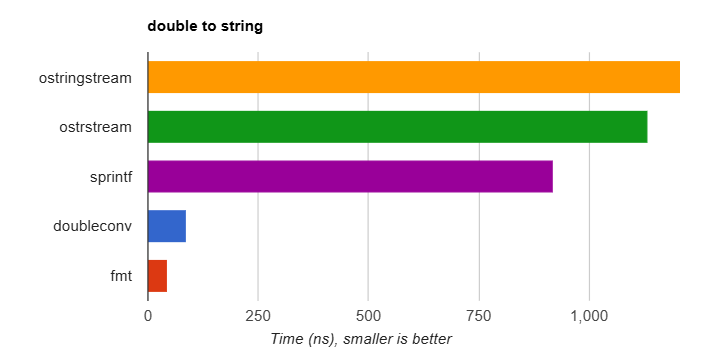 double to string
ostringstream
ostrstream
sprintf
doubleconv
fmt
0 250 500 750 1,000
Time (ns), smaller is better